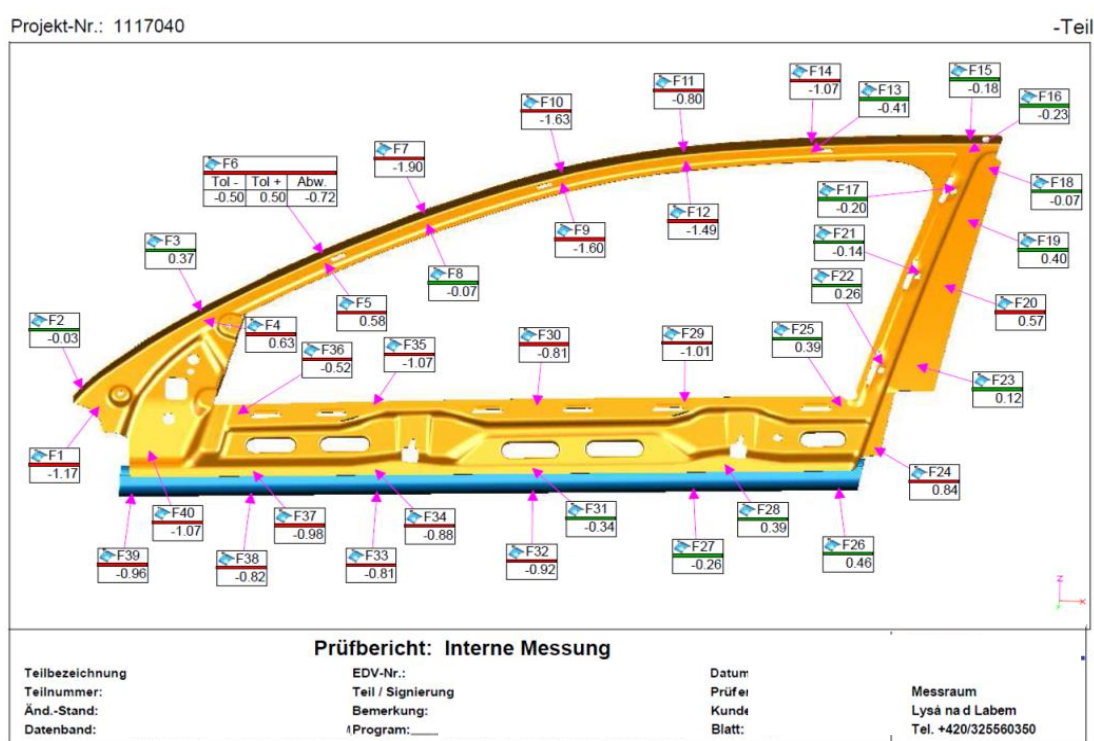 Projekt-Nr.: 1117040
-Teil
F14
-1.07
F15
-0.18
F11
-0.80
F13
-0.41
F16
-0.23
F10
-1.63
F7
-1.90
F6
Tol - Tol + Abw.
-0.50 0.50 -0.72
F17
-0.20
F18
-0.07
F12
-1.49
F9
-1.60
F21
-0.14
F3
0.37
F19
0.40
F8
-0.07
F22
0.26
F5
0.58
F20
0.57
F2
-0.03
F4
0.63
F36
-0.52
F35
-1.07
F30
-0.81
F29
-1.01
F25
0.39
F23
0.12
F1
-1.17
F24
0.84
F40
-1.07
F37
-0.98
F34
-0.88
F31
-0.34
F28
0.39
F39
-0.96
F38
-0.82
F33
-0.81
F32
-0.92
F27
-0.26
F26
0.46
Z
X
Prüfbericht: Interne Messung
Teilbezeichnung EDV-Nr.: Datum
Teilnummer: Teil / Signierung Prüfer Messraum
Änd.-Stand: Bemerkung: Kunde Lysá na d Labem
Datenband: Program:____ Blatt: Tel. +420/325560350